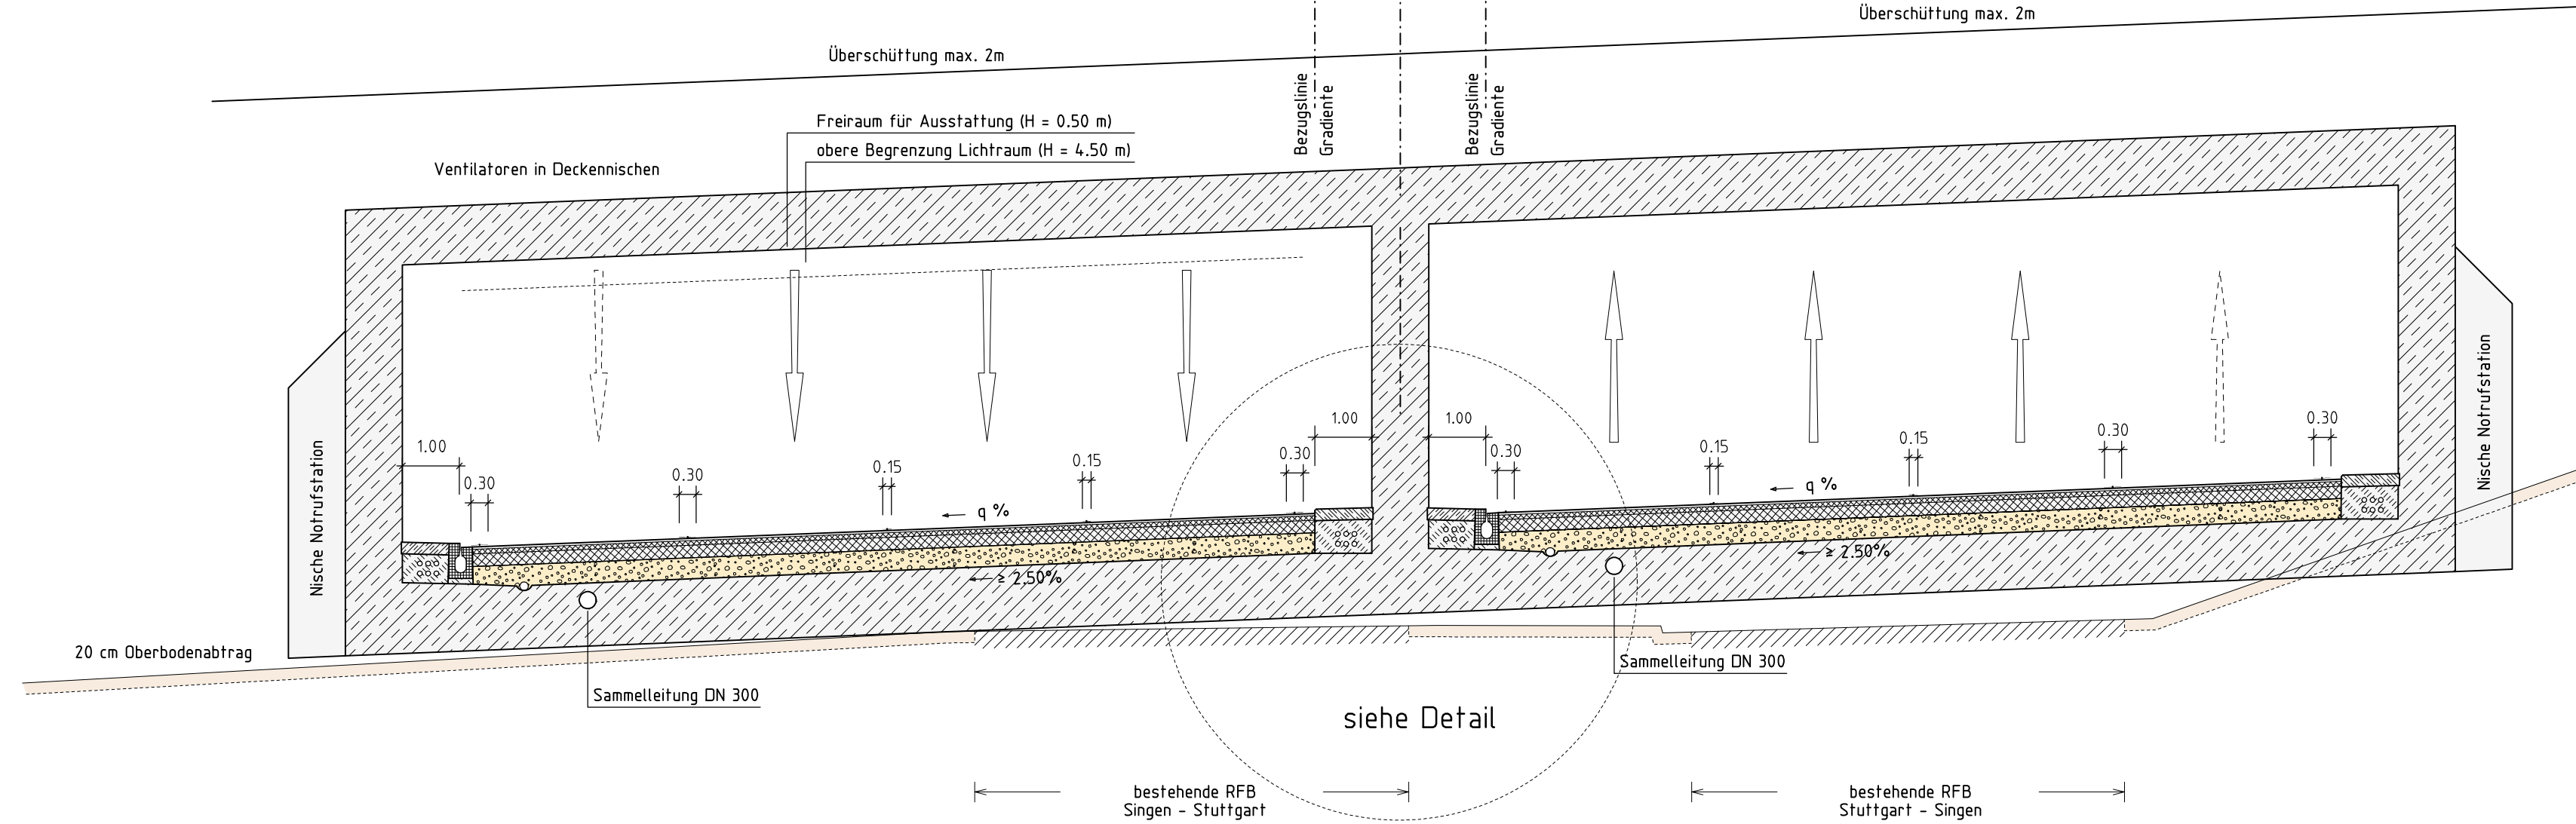 Überschüttung max. 2m
Überschüttung max. 2m
Bezugslinie
Gradiente
Bezugslinie
Gradiente
Freiraum für Ausstattung (H = 0.50 m)
obere Begrenzung Lichtraum (H = 4.50 m)
Ventilatoren in Deckennischen
Nische Notrufstation
Nische Notrufstation
1.00
0.30
0.30
0.15
0.15
0.30
1.00
1.00
0.30
0.15
0.15
0.30
0.30
q %
q %
≥ 2.50%
≥ 2.50%
20 cm Oberbodenabtrag
Sammelleitung DN 300
Sammelleitung DN 300
siehe Detail
bestehende RFB
Singen - Stuttgart
bestehende RFB
Stuttgart - Singen